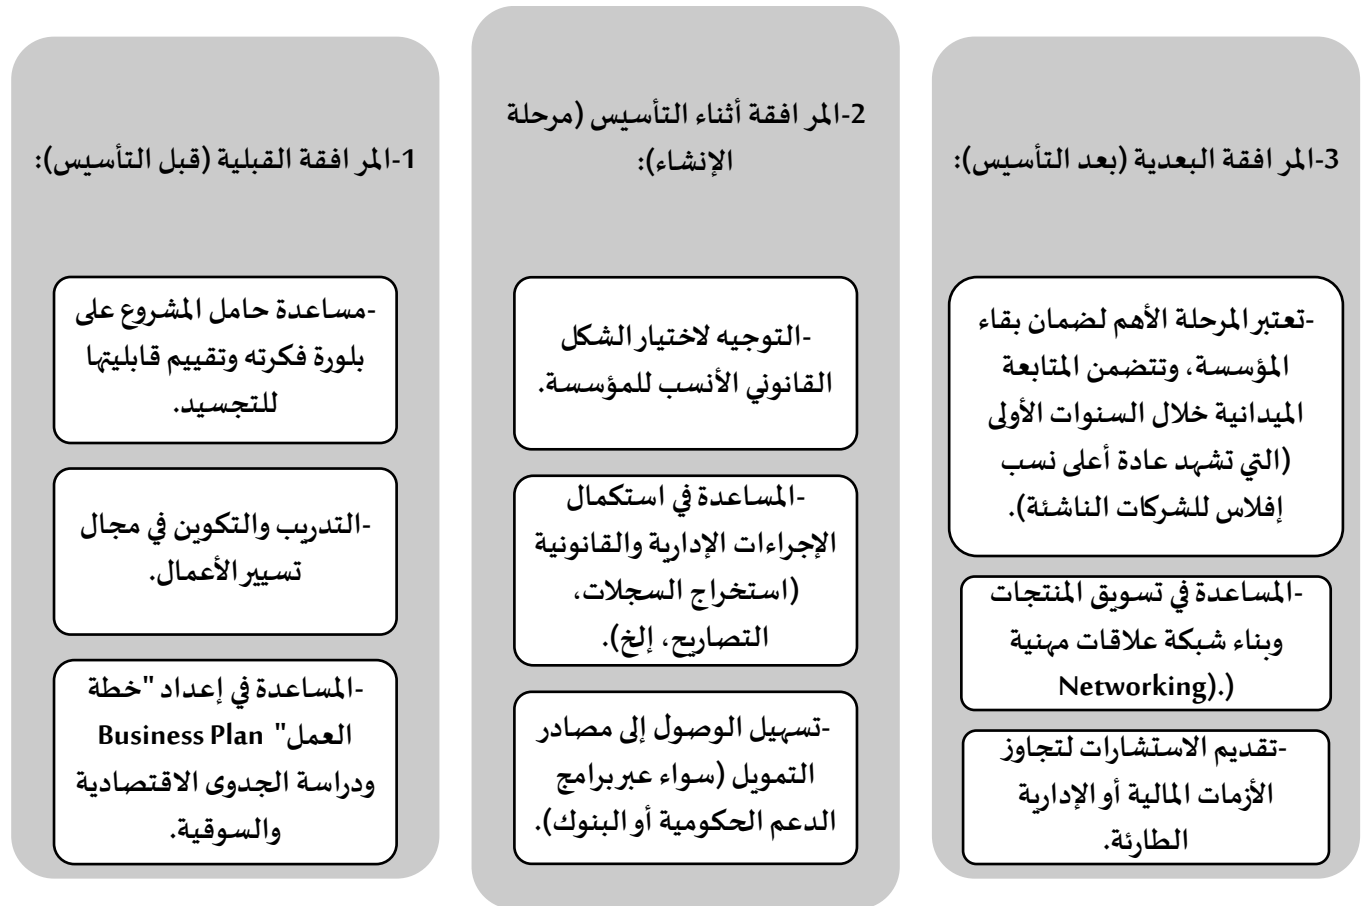 1-المرافقة القبلية (قبل التأسيس):
-مساعدة حامل المشروع على
بلورة فكرته وتقييم قابليتها
للتجسيد.
-التدريب والتكوين في مجال
تسيير الأعمال.
-المساعدة في إعداد "خطة
العمل" Business Plan
ودراسة الجدوى الاقتصادية
والسوقية.
2-المرافقة أثناء التأسيس (مرحلة
الإنشاء):
-التوجيه لاختيار الشكل
القانوني الأنسب للمؤسسة.
-المساعدة في استكمال
الإجراءات الإدارية والقانونية
(استخراج السجلات،
التصاريح، إلخ).
-تسهيل الوصول إلى مصادر
التمويل (سواء عبر برامج
الدعم الحكومية أو البنوك).
3-المرافقة البعدية (بعد التأسيس):
-تعتبر المرحلة الأهم لضمان بقاء
المؤسسة، وتتضمن المتابعة
الميدانية خلال السنوات الأولى
(التي تشهد عادة أعلى نسب
إفلاس للشركات الناشئة).
-المساعدة في تسويق المنتجات
وبناء شبكة علاقات مهنية
(.(Networking
-تقديم الاستشارات لتجاوز
الأزمات المالية أو الإدارية
الطارئة.